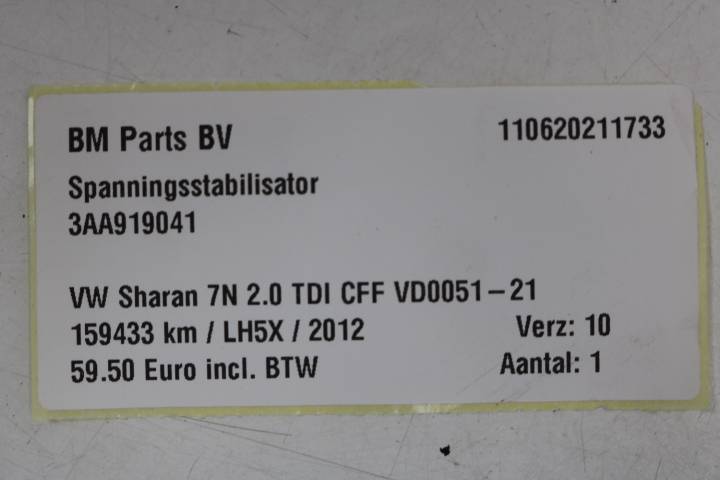 BM Parts BV 110620211733
Spanningsstabilisator
3AA919041
VW Sharan 7N 2.0 TDI CFF VD0051-21
159433 km / LH5X / 2012 Verz: 10
59.50 Euro incl. BTW Aantal: 1